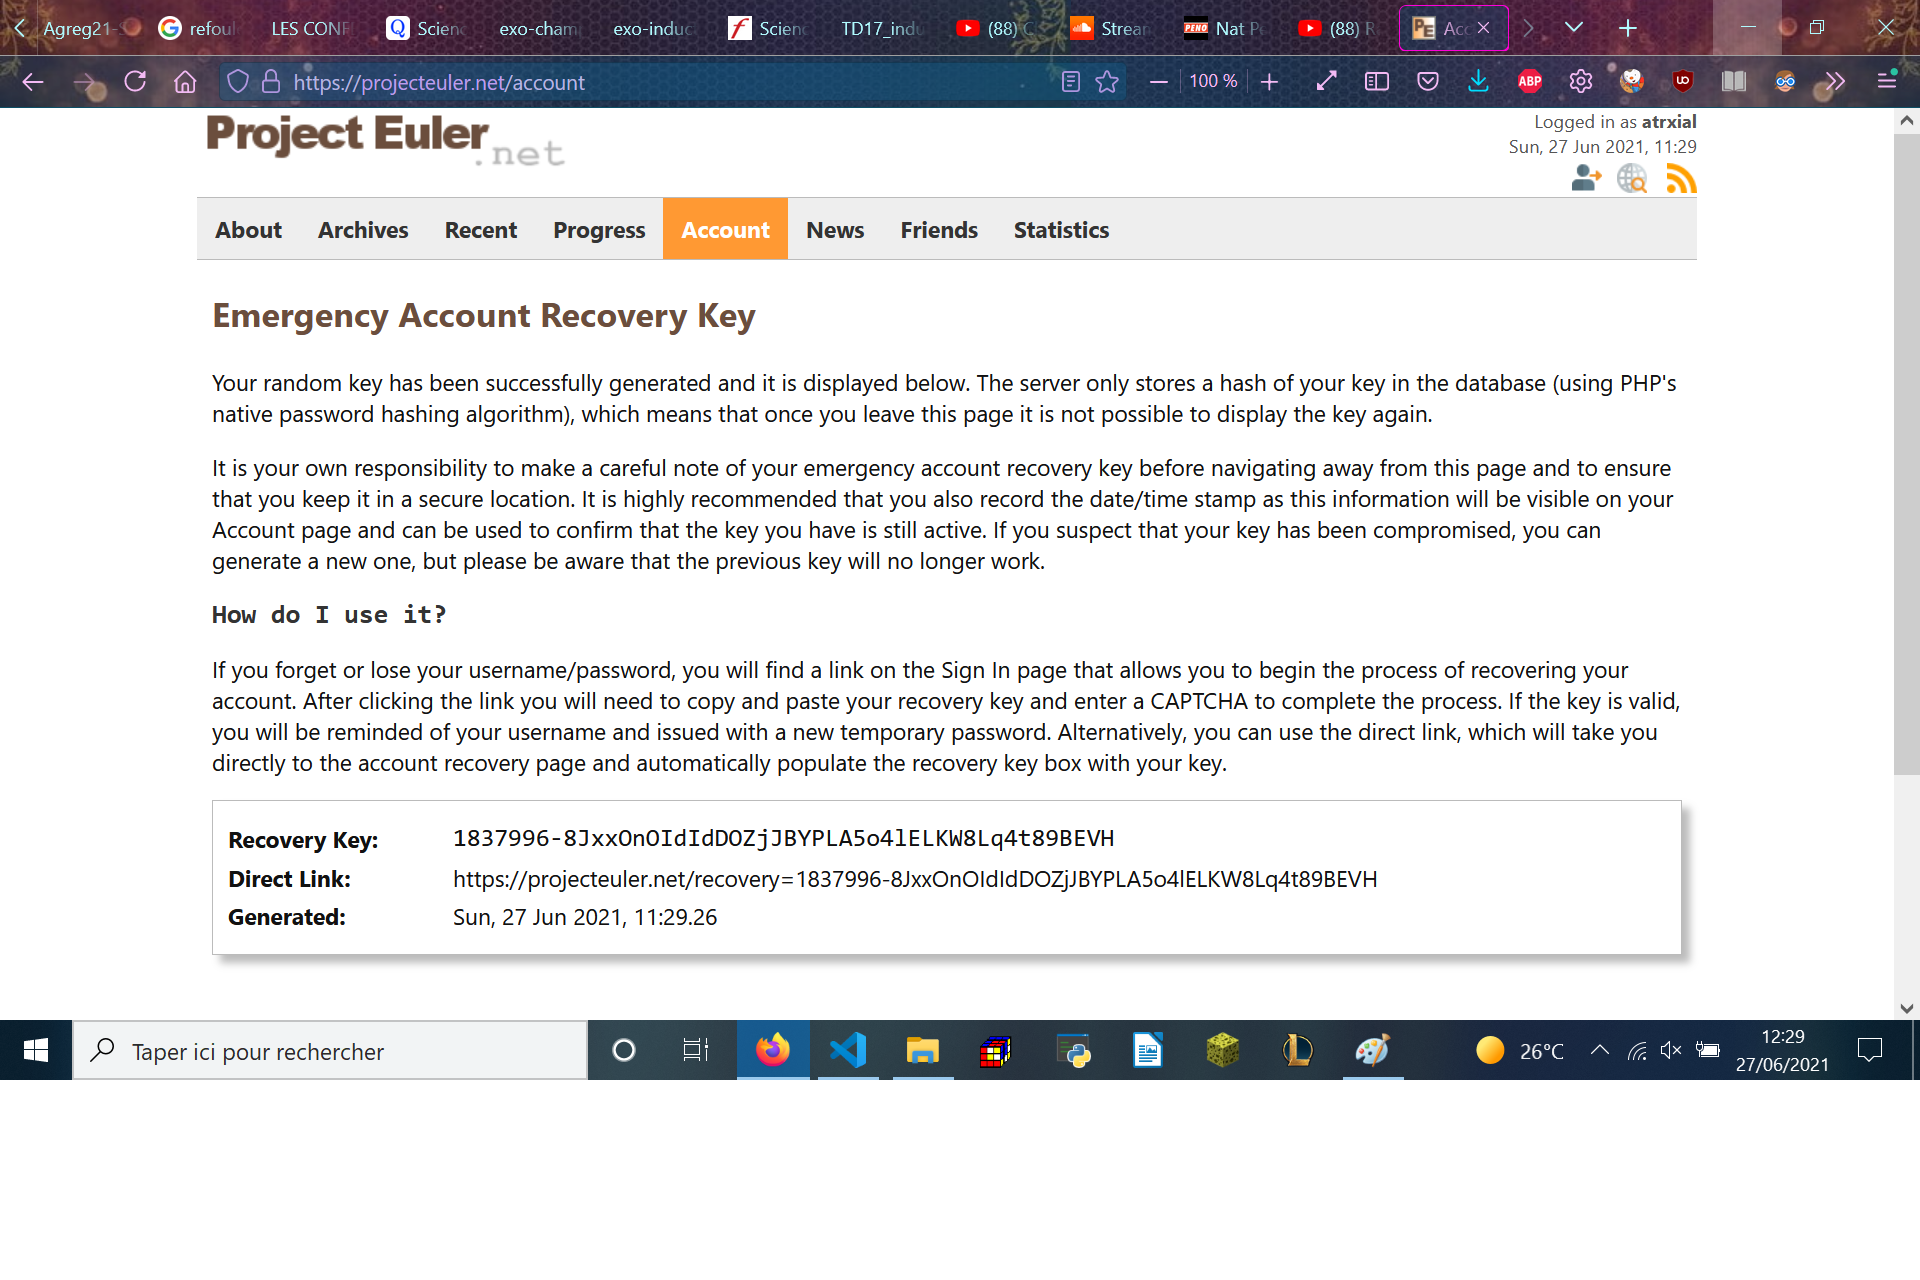 Agreg21- refoul LES CONF Scienc exo-cham exo-induc Scienc TD17_indu (88) C Stream Nat Pe (88) R Acc
https://projecteuler.net/account 100 % ABP
Project Euler .net
Logged in as atrxial
Sun, 27 Jun 2021, 11:29
About Archives Recent Progress Account News Friends Statistics
Emergency Account Recovery Key
Your random key has been successfully generated and it is displayed below. The server only stores a hash of your key in the database (using PHP's
native password hashing algorithm), which means that once you leave this page it is not possible to display the key again.
It is your own responsibility to make a careful note of your emergency account recovery key before navigating away from this page and to ensure
that you keep it in a secure location. It is highly recommended that you also record the date/time stamp as this information will be visible on your
Account page and can be used to confirm that the key you have is still active. If you suspect that your key has been compromised, you can
generate a new one, but please be aware that the previous key will no longer work.
How do I use it?
If you forget or lose your username/password, you will find a link on the Sign In page that allows you to begin the process of recovering your
account. After clicking the link you will need to copy and paste your recovery key and enter a CAPTCHA to complete the process. If the key is valid,
you will be reminded of your username and issued with a new temporary password. Alternatively, you can use the direct link, which will take you
directly to the account recovery page and automatically populate the recovery key box with your key.
Recovery Key: 1837996-8JxxOnOIdIdDOZjJBYPLA5o4lELKW8Lq4t89BEVH
Direct Link: https://projecteuler.net/recovery=1837996-8JxxOnOIdIdDOZjJBYPLA5o4lELKW8Lq4t89BEVH
Generated: Sun, 27 Jun 2021, 11:29.26
Taper ici pour rechercher
26°C
12:29
27/06/2021